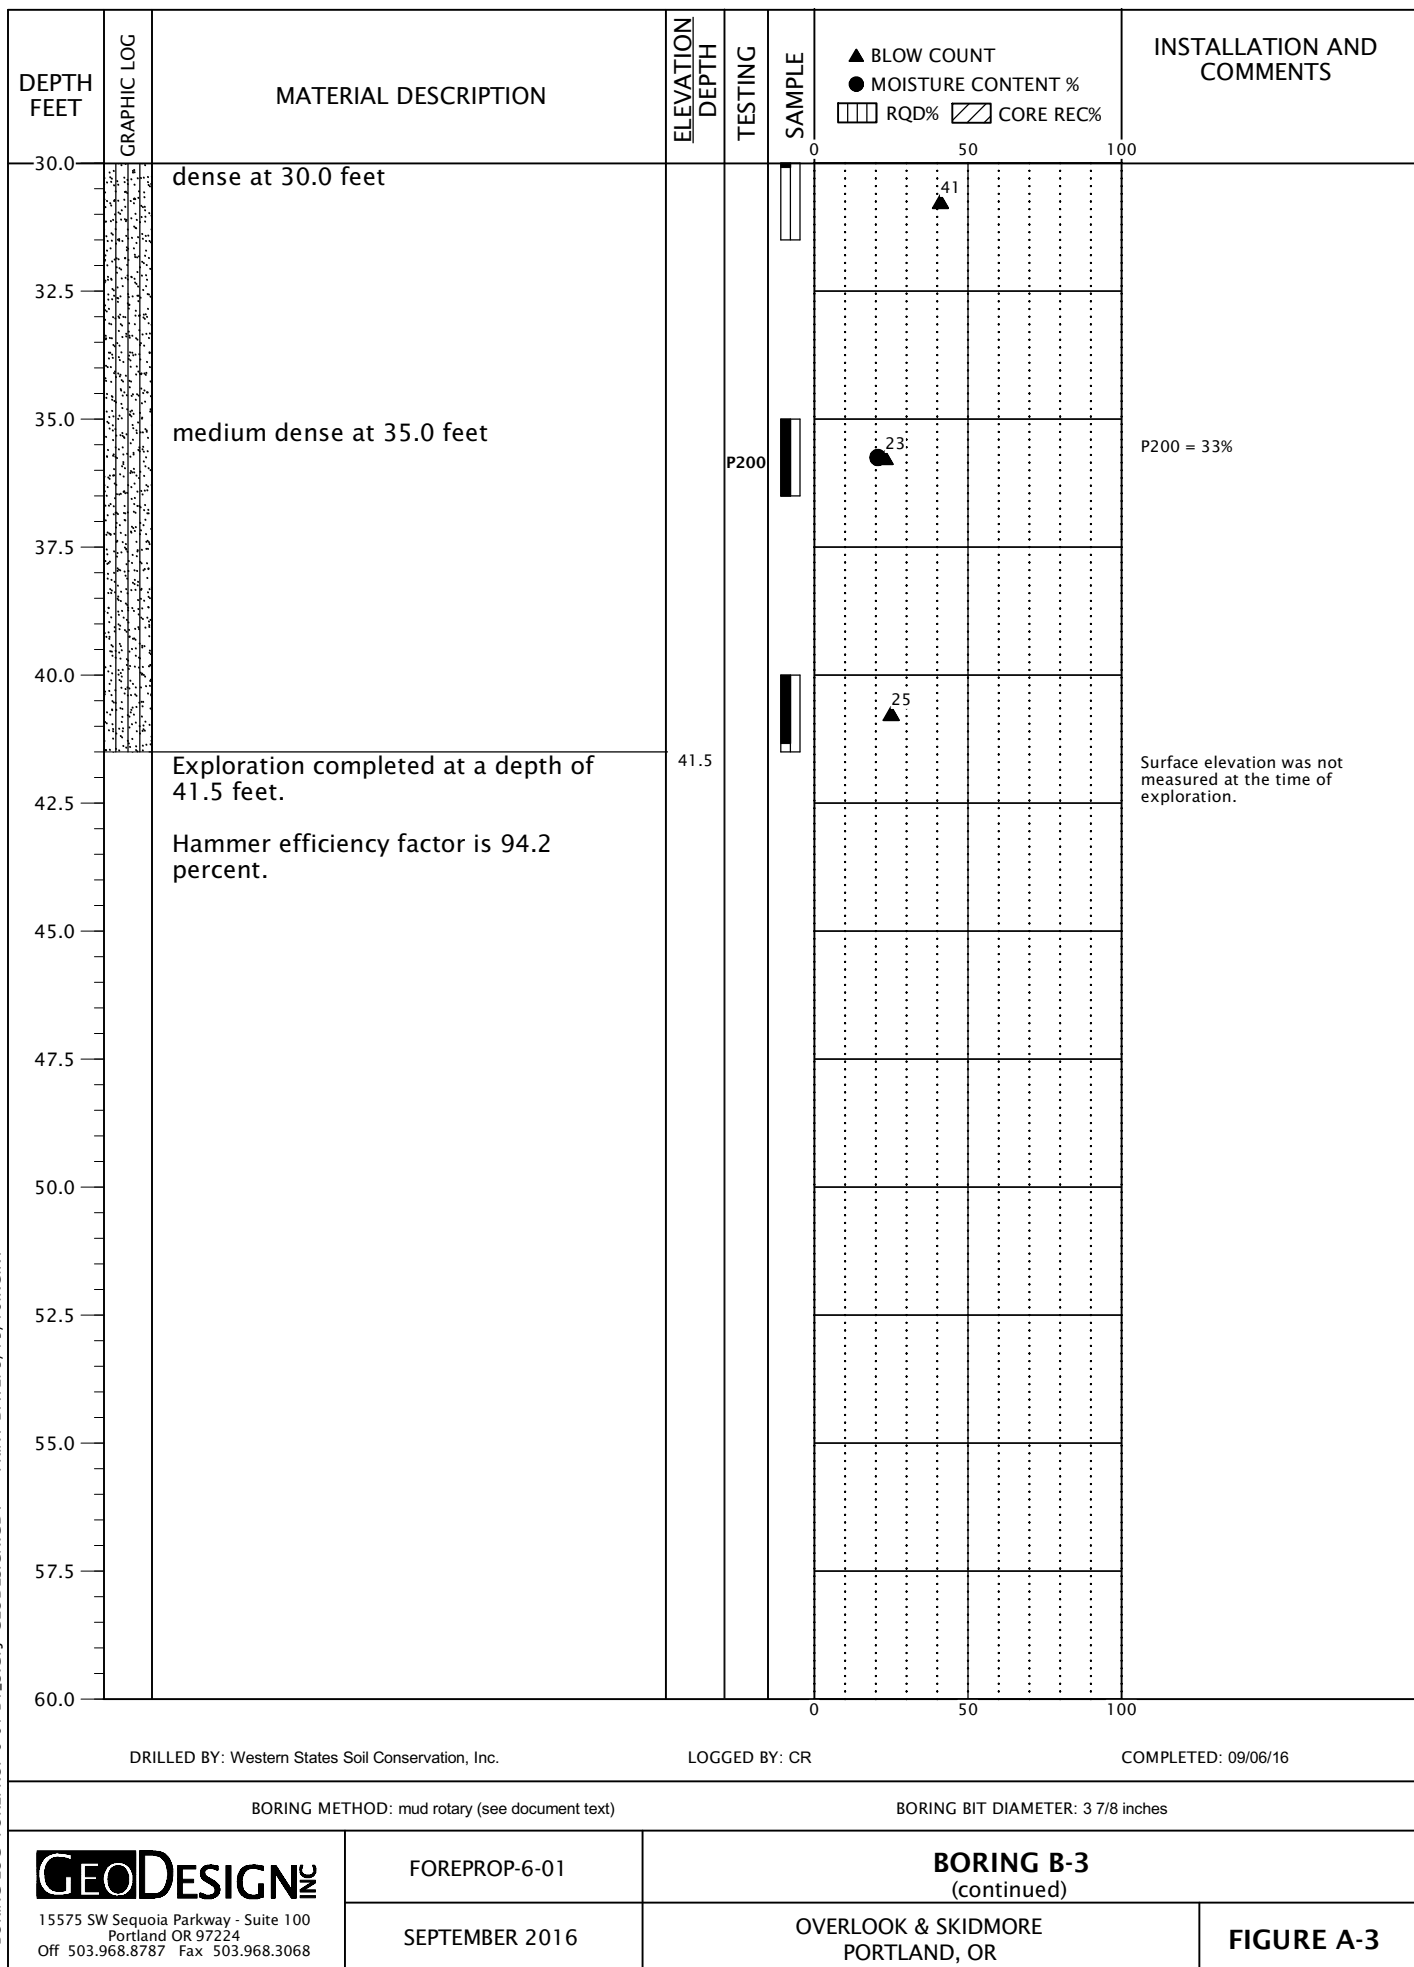 DEPTH
FEET
GRAPHIC LOG
MATERIAL DESCRIPTION
ELEVATION
DEPTH
TESTING
SAMPLE
▲ BLOW COUNT
● MOISTURE CONTENT %
RQD% CORE REC%
INSTALLATION AND
COMMENTS
0 50 100
30.0
dense at 30.0 feet
41
32.5
35.0
medium dense at 35.0 feet
P200
23
P200 = 33%
37.5
40.0
25
Exploration completed at a depth of
41.5 feet.
41.5
Surface elevation was not
measured at the time of
exploration.
42.5
Hammer efficiency factor is 94.2
percent.
45.0
47.5
50.0
52.5
55.0
57.5
60.0
0 50 100
DRILLED BY: Western States Soil Conservation, Inc.
LOGGED BY: CR
COMPLETED: 09/06/16
BORING METHOD: mud rotary (see document text)
BORING BIT DIAMETER: 3 7/8 inches
GEODESIGN INC
15575 SW Sequoia Parkway - Suite 100
Portland OR 97224
Off 503.968.8787 Fax 503.968.3068
FOREPROP-6-01
SEPTEMBER 2016
BORING B-3
(continued)
OVERLOOK & SKIDMORE
PORTLAND, OR
FIGURE A-3